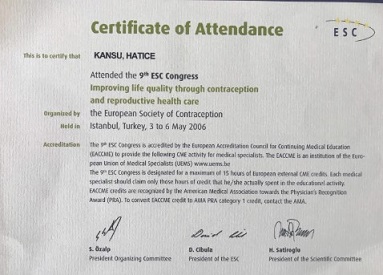 Certificate of Attendance
ESC
This is to certify that KANSU, HATICE
Attended the 9th ESC Congress
Improving life quality through contraception
and reproductive health care
Organised by the European Society of Contraception
Held in Istanbul, Turkey, 3 to 6 May 2006
Accreditation The 9th ESC Congress is accredited by the European Accreditation Council for Continuing Medical Education
(EACCME) to provide the following CME activity for medical specialists. The EACCME is an institution of the Euro-
pean Union of Medical Specialists (UEMS) www.uems.be.
The 9th ESC Congress is designated for a maximum of 15 hours of European external CME credits. Each medical
specialist should claim only those hours of credit that he/she actually spent in the educational activity.
EACCME credits are recognized by the American Medical Association towards the Physician's Recognition
Award (PRA). To convert EACCME credit to AMA PRA category 1 credit, contact the AMA.
S. Özalp D. Cibula H. Satiroglu
President Organizing Committee President of the ESC President of the Scientific Committee